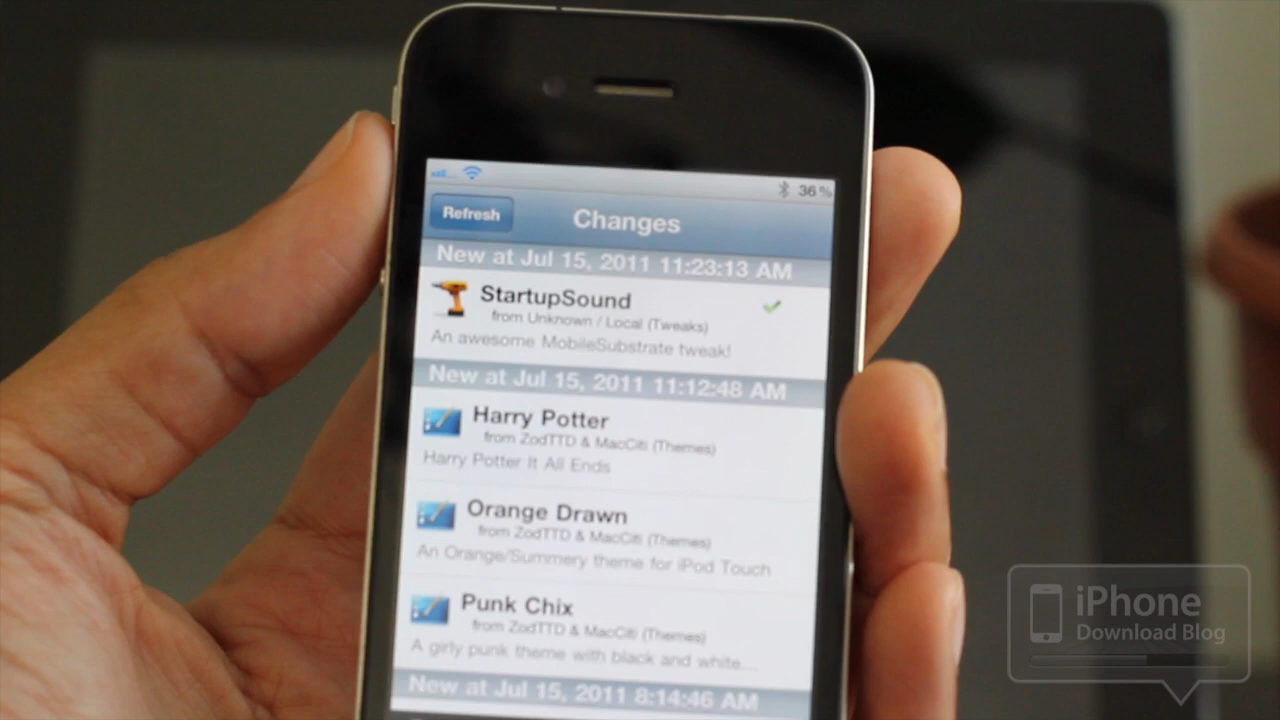 36%
Refresh
Changes
New at Jul 15, 2011 11:23:13 AM
StartupSound
from Unknown / Local (Tweaks)
An awesome MobileSubstrate tweak!
New at Jul 15, 2011 11:12:48 AM
Harry Potter
from ZodTTD & MacCiti (Themes)
Harry Potter It All Ends
Orange Drawn
from ZodTTD & MacCiti (Themes)
An Orange/Summery theme for iPod Touch
Punk Chix
from ZodTTD & MacCiti (Themes)
A girly punk theme with black and white...
New at Jul 15, 2011 8:14:46 AM
iPhone
Download Blog